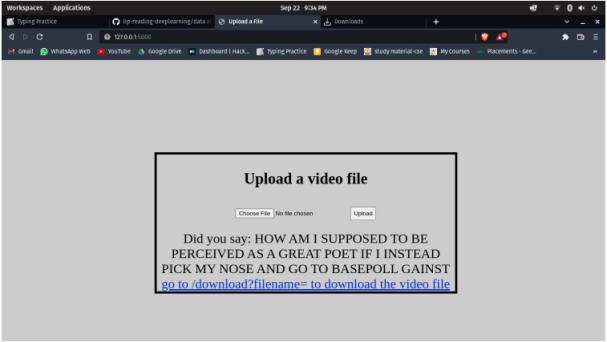 Workspaces Applications Sep 22 9:34 PM
Typing Practice lip-reading-deeplearning/data at Upload a File × Downloads +
127.0.0.1:5000
Gmail WhatsApp Web YouTube Google Drive Dashboard | Hack... Typing Practice Google Keep study material-cse My Courses Placements - Gee... »
Upload a video file
Choose File No file chosen Upload
Did you say: HOW AM I SUPPOSED TO BE
PERCEIVED AS A GREAT POET IF I INSTEAD
PICK MY NOSE AND GO TO BASEPOLL GAINST
go to /download?filename= to download the video file